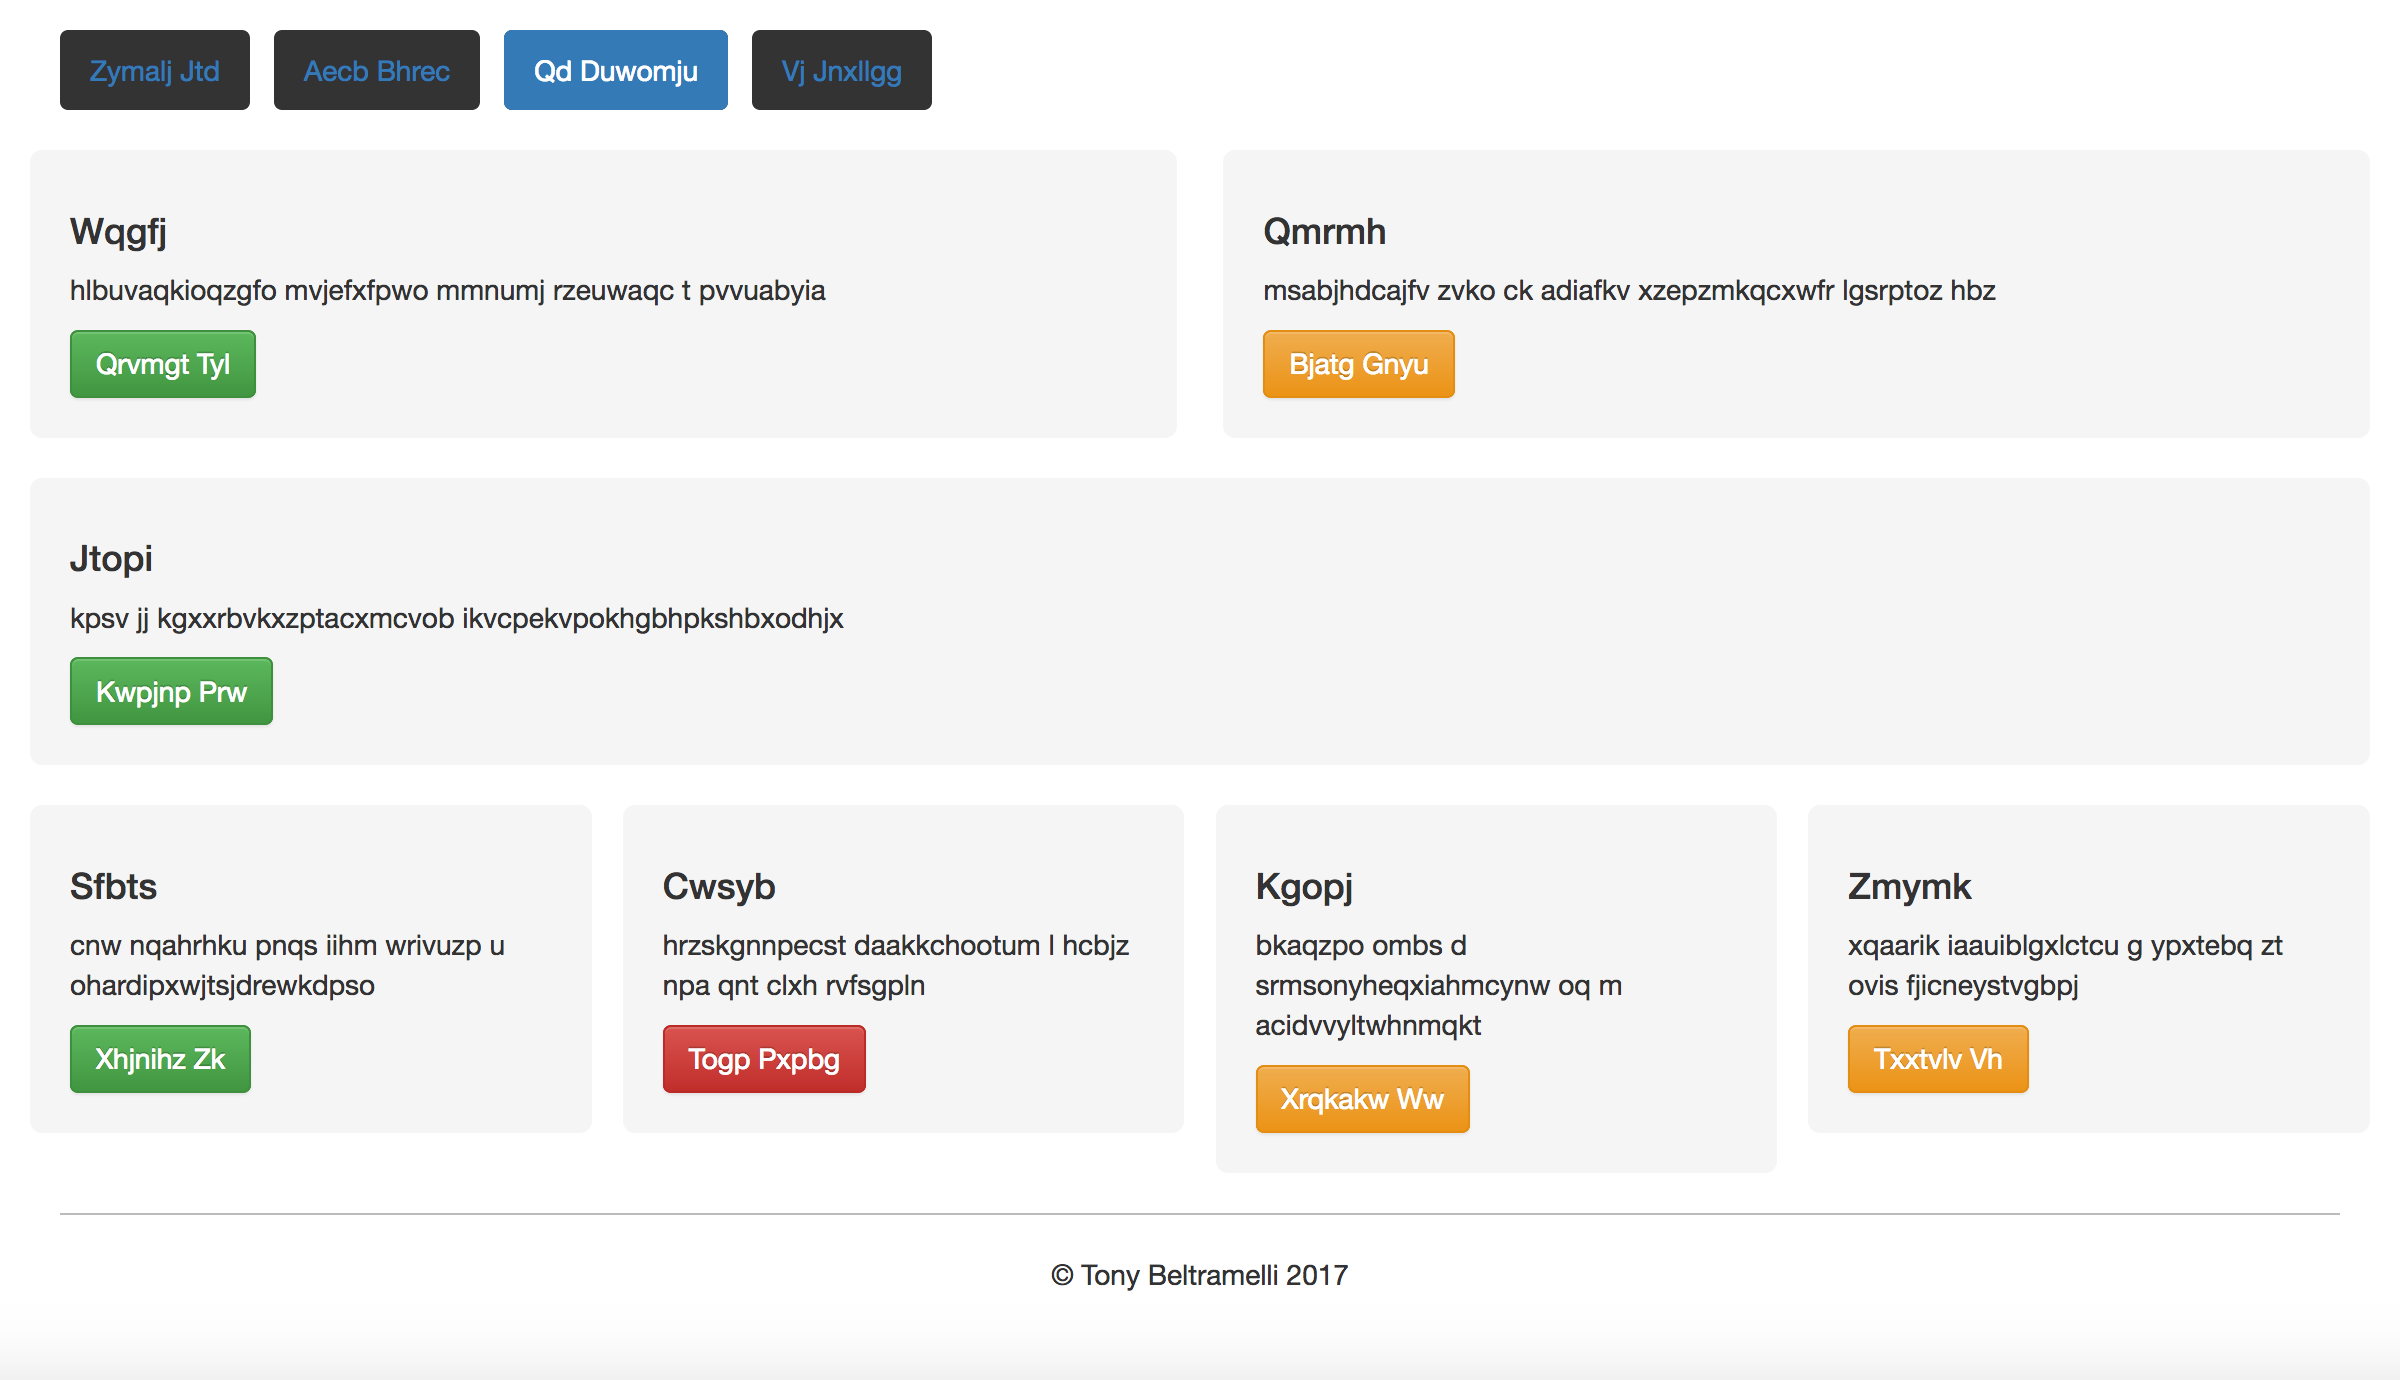 Zymalj Jtd
Aecb Bhrec
Qd Duwomju
Vj Jnxllgg
Wqgfj
hlbuvaqkioqzgfo mvjefxfpwo mmnumj rzeuwaqc t pvvuabyia
Qrvmgt Tyl
Qmrmh
msabjhdcajfv zvko ck adiafkv xzepzmkqcxwfr lgsrptoz hbz
Bjatg Gnyu
Jtopi
kpsv jj kgxxrbvkxzptacxmcvob ikvcpekvpokhgbhpkshbxodhjx
Kwpjnp Prw
Sfbts
cnw nqahrhku pnqs iihm wrivuzp u
ohardipxwjtsjdrewkdpso
Xhjnihz Zk
Cwsyb
hrzskgnnpecst daakkchootum l hcbjz
npa qnt clxh rvfsgpln
Togp Pxpbg
Kgopj
bkaqzpo ombs d
srmsonyheqxiahmcynw oq m
acidvvyltwhnmqkt
Xrqkakw Ww
Zmymk
xqaarik iaauiblgxlctcu g ypxtebq zt
ovis fjicneystvgbpj
Txxtvlv Vh
© Tony Beltramelli 2017